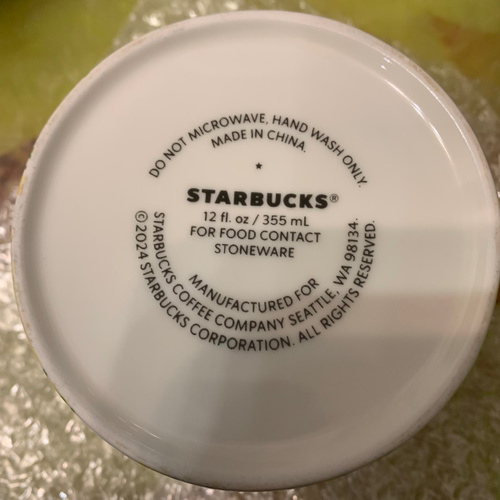 DO NOT MICROWAVE, HAND WASH ONLY.
MADE IN CHINA.
★
STARBUCKS®
12 fl. oz / 355 mL
FOR FOOD CONTACT
STONEWARE
MANUFACTURED FOR
STARBUCKS COFFEE COMPANY SEATTLE, WA 98134.
©2024 STARBUCKS CORPORATION. ALL RIGHTS RESERVED.